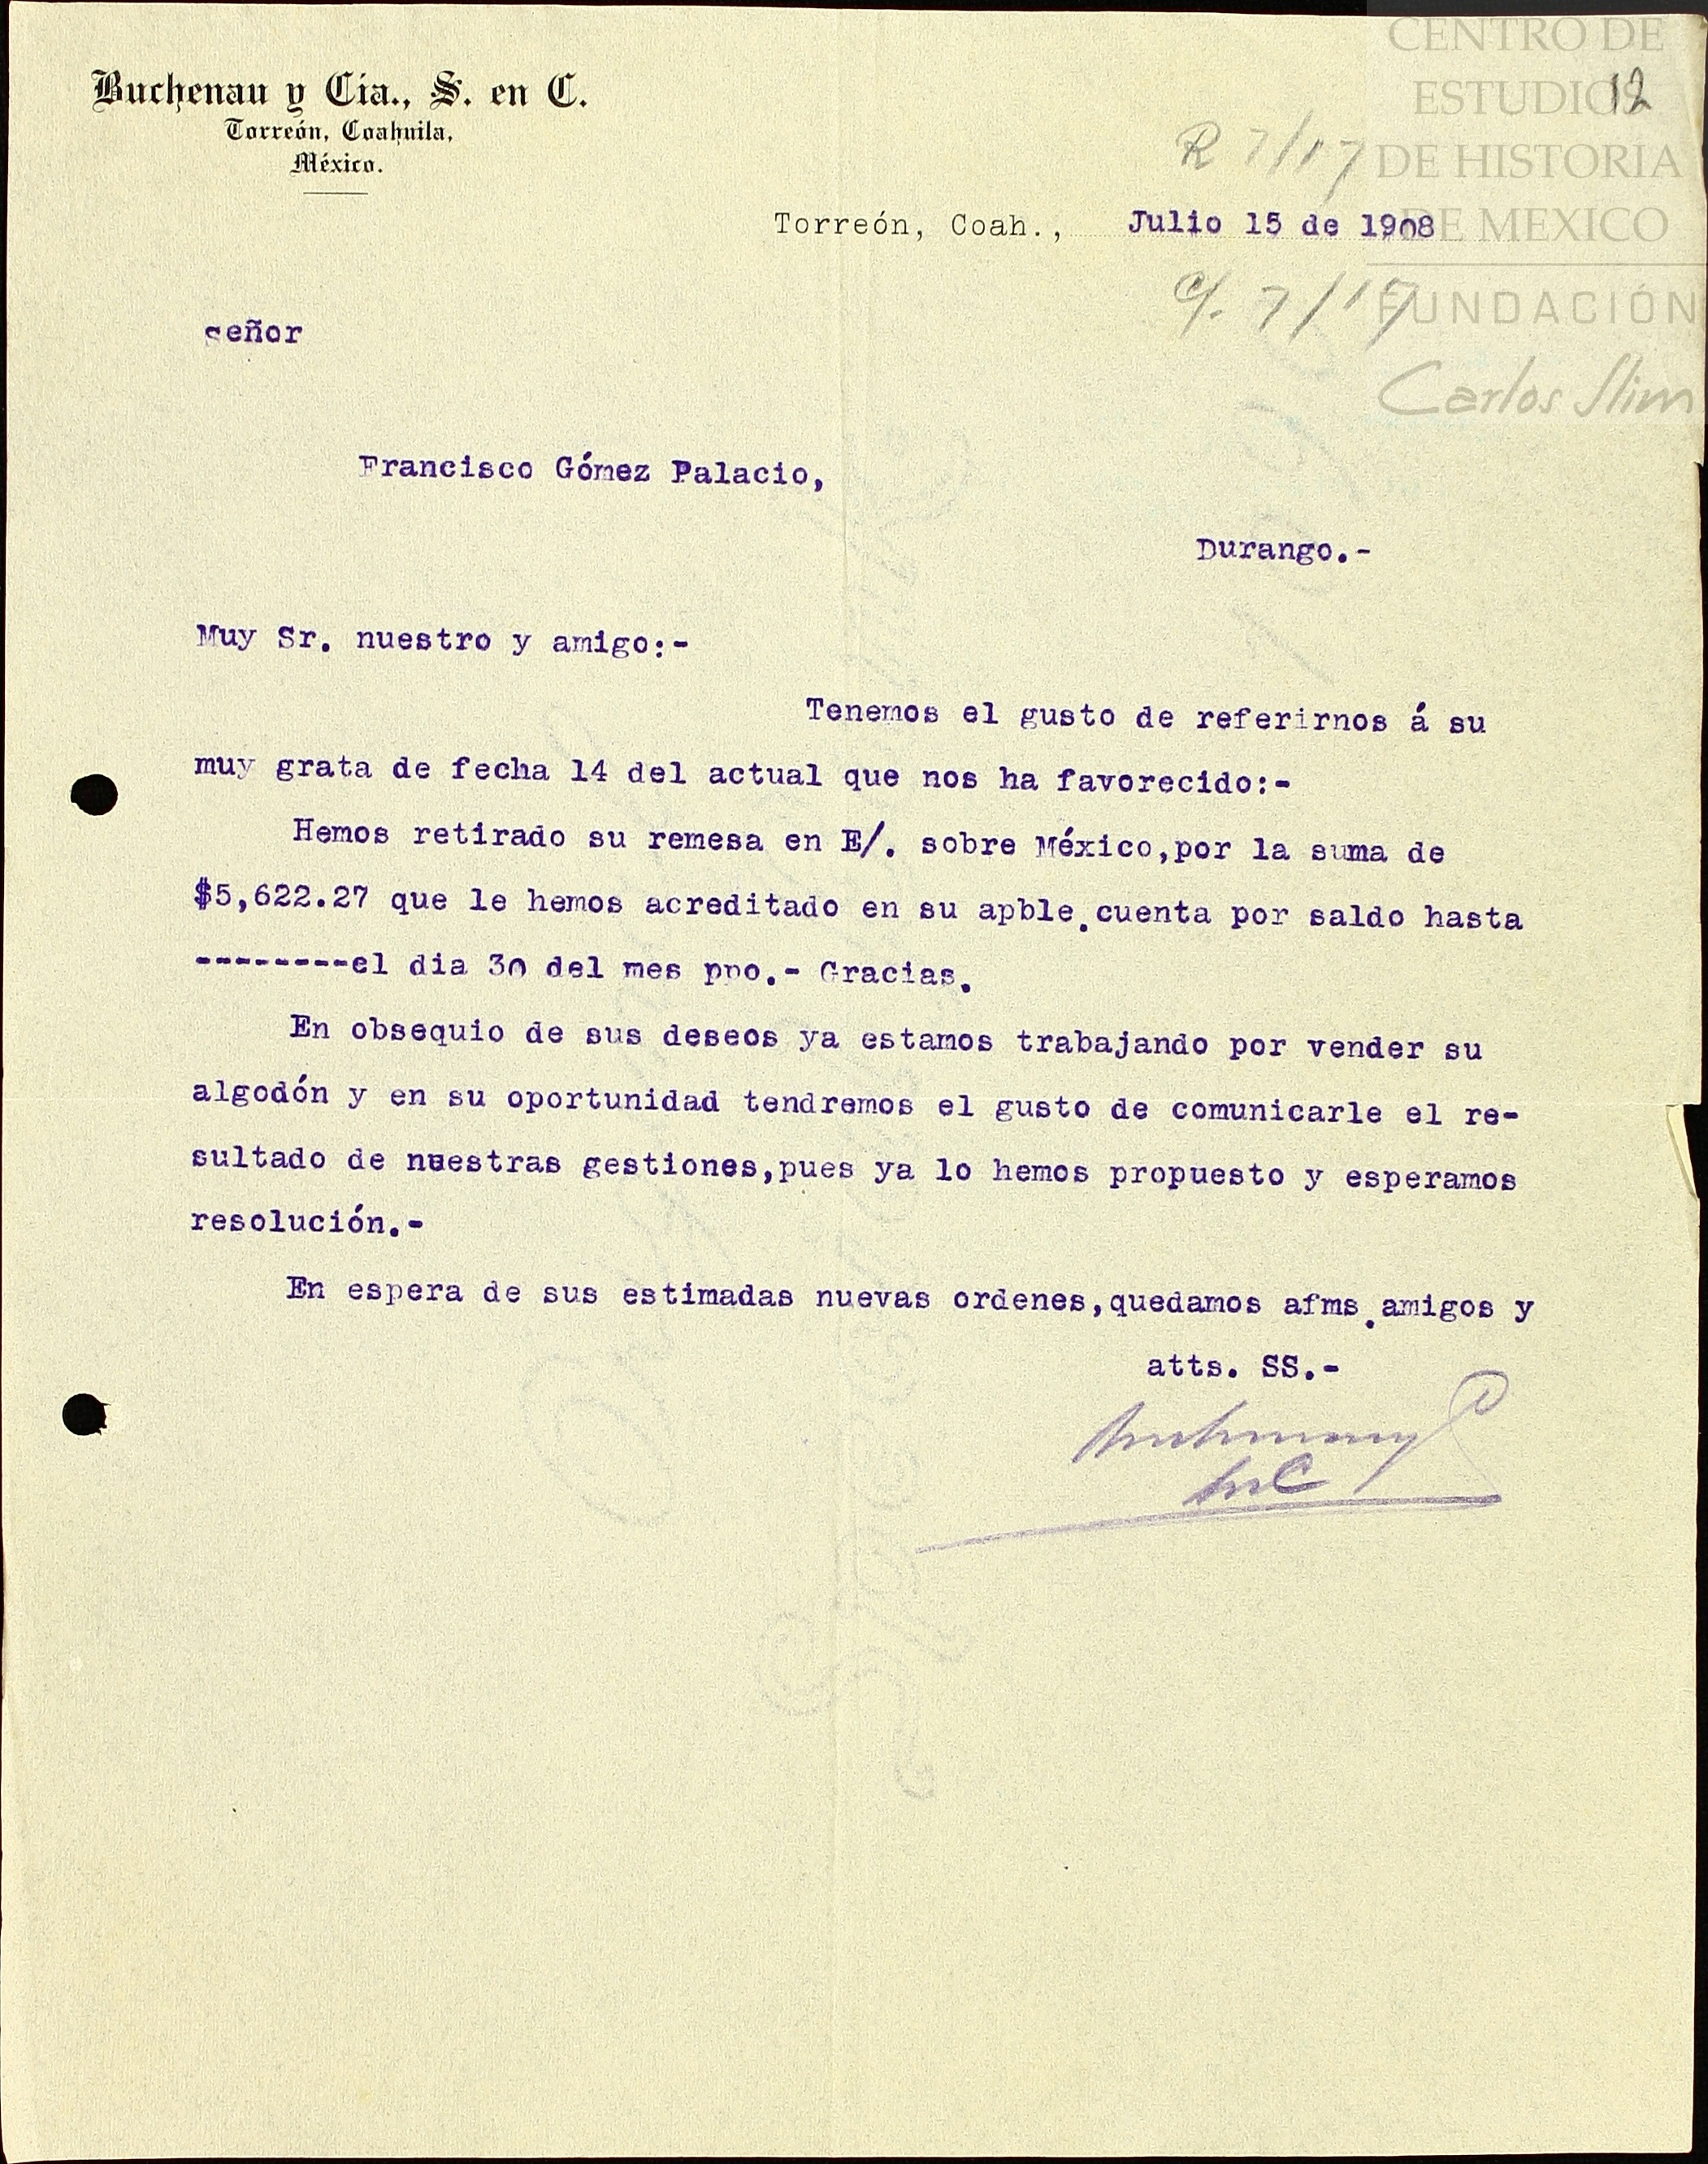 CENTRO DE
ESTUDIOS
DE HISTORIA
DE MEXICO
FUNDACIÓN
Carlos Slim
12
Buchenau y Cía., S. en C.
Torreón, Coahuila,
México.
R 7/17
Torreón, Coah., Julio 15 de 1908
C/. 7/17
señor
Francisco Gómez Palacio,
Durango.-
Muy Sr. nuestro y amigo:-
Tenemos el gusto de referirnos á su
muy grata de fecha 14 del actual que nos ha favorecido:-
Hemos retirado su remesa en E/. sobre México,por la suma de
$5,622.27 que le hemos acreditado en su apble.cuenta por saldo hasta
--------el dia 30 del mes ppo.- Gracias.
En obsequio de sus deseos ya estamos trabajando por vender su
algodón y en su oportunidad tendremos el gusto de comunicarle el re-
sultado de nuestras gestiones,pues ya lo hemos propuesto y esperamos
resolución.-
En espera de sus estimadas nuevas ordenes,quedamos afms.amigos y
atts. SS.-